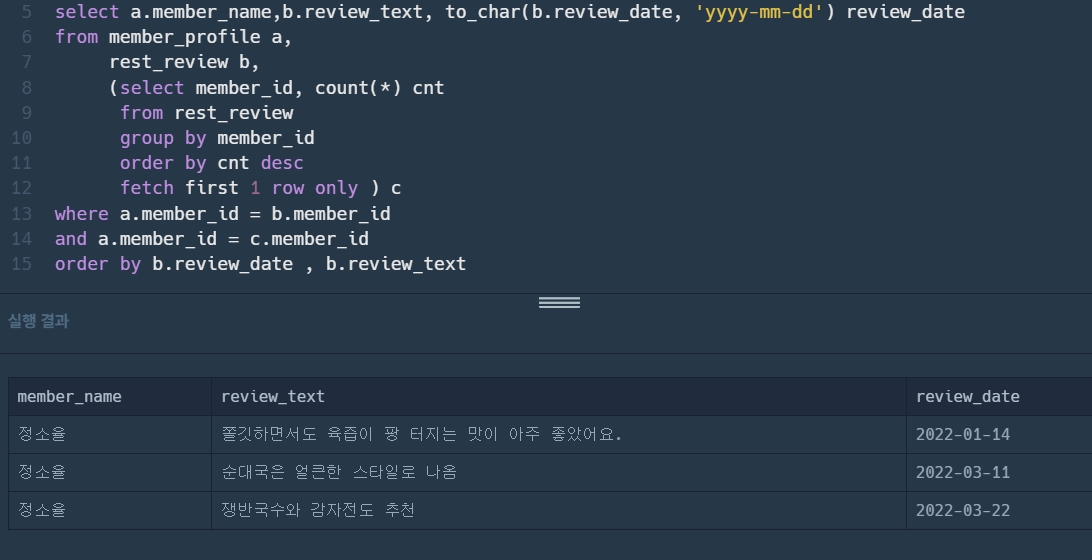 5 select a.member_name,b.review_text, to_char(b.review_date, 'yyyy-mm-dd') review_date
6 from member_profile a,
7 rest_review b,
8 (select member_id, count(*) cnt
9 from rest_review
10 group by member_id
11 order by cnt desc
12 fetch first 1 row only ) c
13 where a.member_id = b.member_id
14 and a.member_id = c.member_id
15 order by b.review_date , b.review_text
실행 결과
member_name review_text review_date
정소율 쫄깃하면서도 육즙이 팡 터지는 맛이 아주 좋았어요. 2022-01-14
정소율 순대국은 얼큰한 스타일로 나옴 2022-03-11
정소율 쟁반국수와 감자전도 추천 2022-03-22